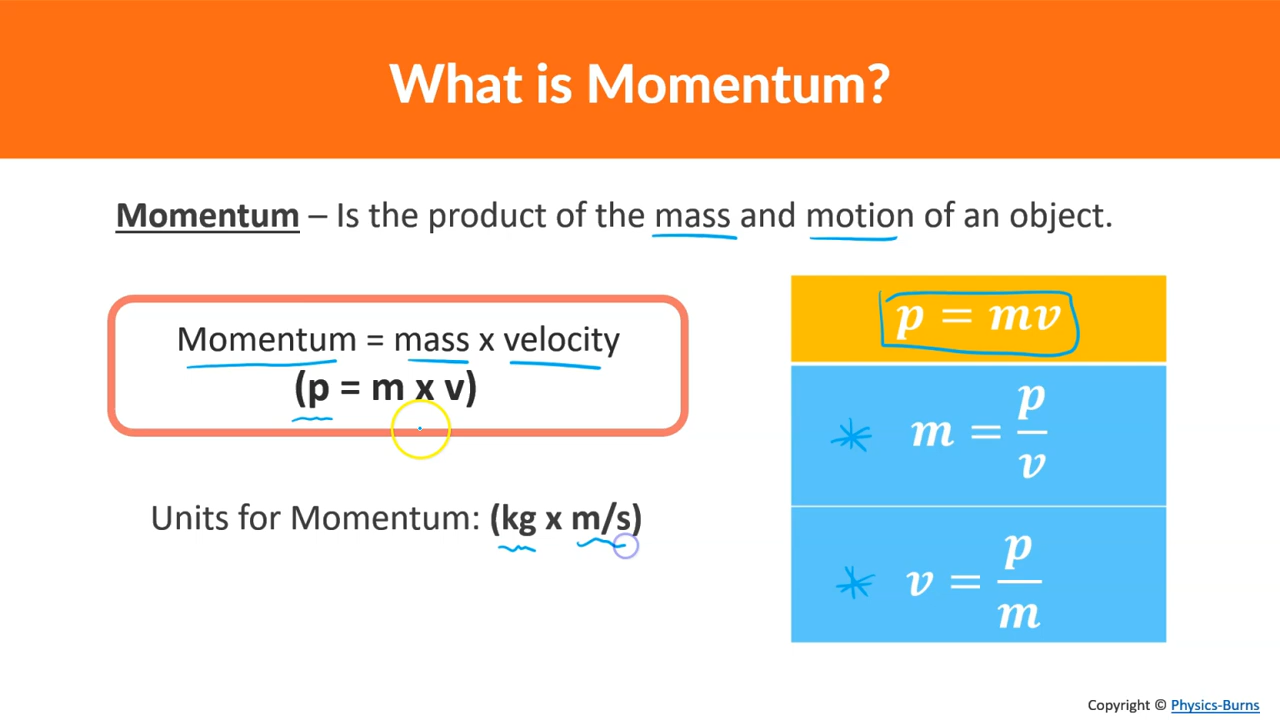 What is Momentum?
Momentum – Is the product of the mass and motion of an object.
Momentum = mass x velocity
(p = m x v)
Units for Momentum: (kg x m/s)
p = mv
* m = p/v
* v = p/m
Copyright © Physics-Burns